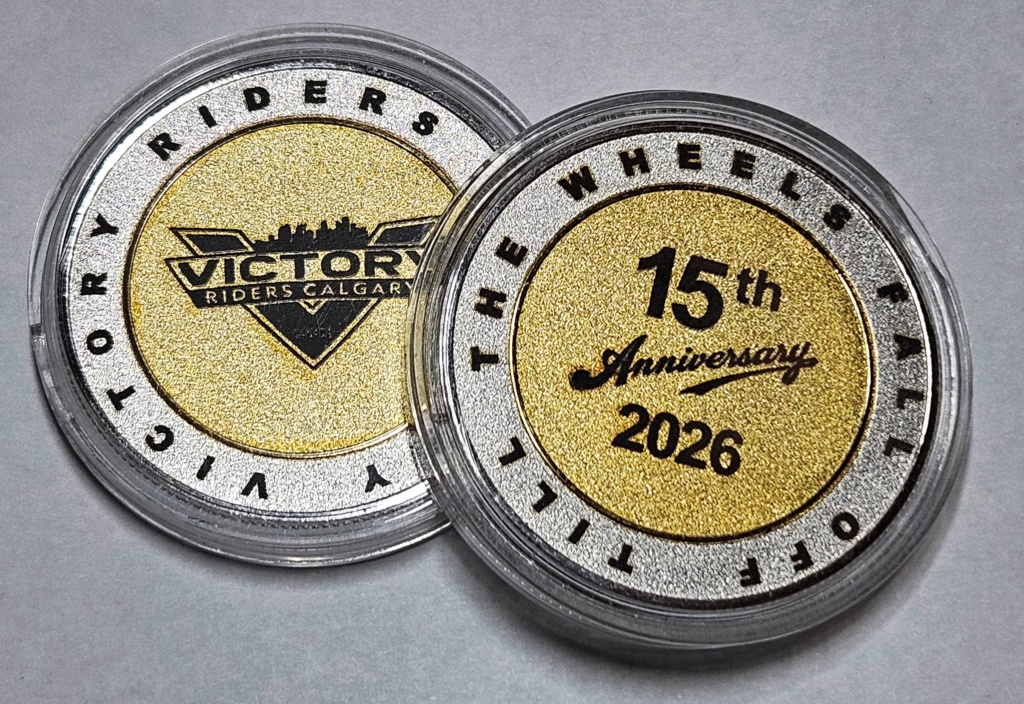 VICTORY RIDERS
VICTORY
RIDERS CALGARY
TILL THE WHEELS FALL OFF
15th
Anniversary
2026